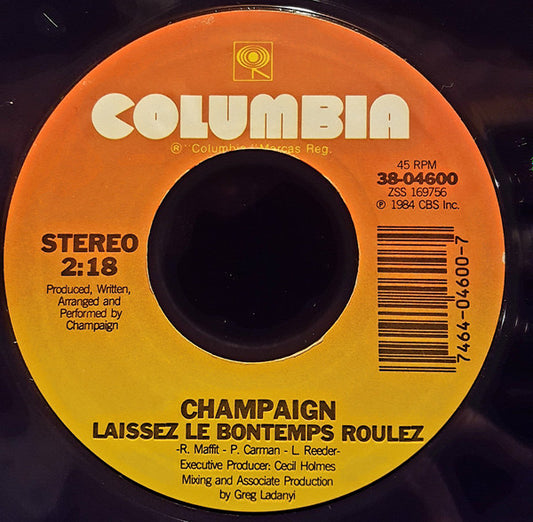 COLUMBIA
® "Columbia," Marcas Reg.
45 RPM
38-04600
ZSS 169756
℗ 1984 CBS Inc.
STEREO
2:18
Produced, Written,
Arranged and
Performed by
Champaign
7464-04600-7
CHAMPAIGN
LAISSEZ LE BONTEMPS ROULEZ
-R. Maffit - P. Carman - L. Reeder-
Executive Producer: Cecil Holmes
Mixing and Associate Production
by Greg Ladanyi